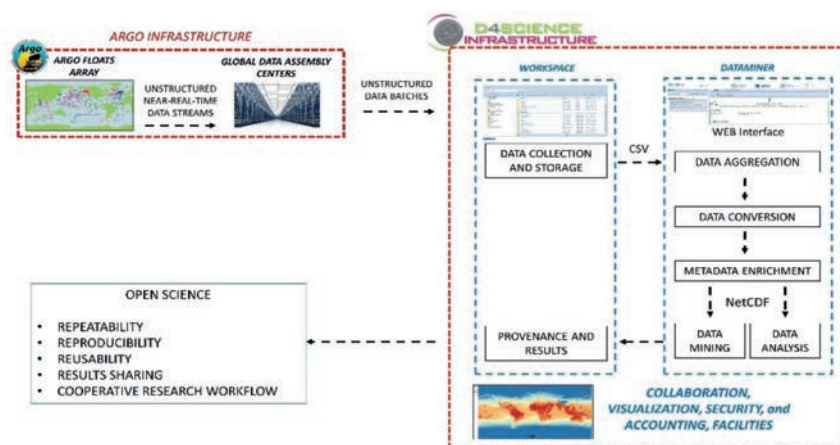 ARGO INFRASTRUCTURE
Argo
ARGO FLOATS
ARRAY
UNSTRUCTURED
NEAR-REAL-TIME
DATA STREAMS
GLOBAL DATA ASSEMBLY
CENTERS
UNSTRUCTURED
DATA BATCHES
D4SCIENCE
INFRASTRUCTURE
WORKSPACE
DATA COLLECTION
AND STORAGE
CSV
DATAMINER
WEB Interface
DATA AGGREGATION
DATA CONVERSION
METADATA ENRICHMENT
NetCDF
DATA
MINING
DATA
ANALYSIS
PROVENANCE AND
RESULTS
COLLABORATION,
VISUALIZATION, SECURITY, and
ACCOUNTING, FACILITIES
OPEN SCIENCE
• REPEATABILITY
• REPRODUCIBILITY
• REUSABILITY
• RESULTS SHARING
• COOPERATIVE RESEARCH WORKFLOW